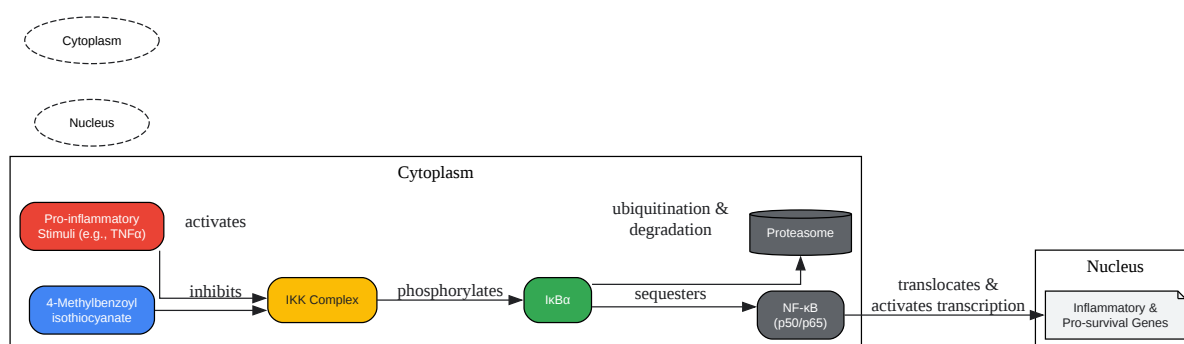 Cytoplasm
Nucleus
Cytoplasm
Pro-inflammatory
Stimuli (e.g., TNFα)
activates
ubiquitination &
degradation
Proteasome
4-Methylbenzoyl
isothiocyanate
inhibits
IKK Complex
phosphorylates
IκBα
sequesters
NF-κB
(p50/p65)
translocates &
activates transcription
Nucleus
Inflammatory &
Pro-survival Genes